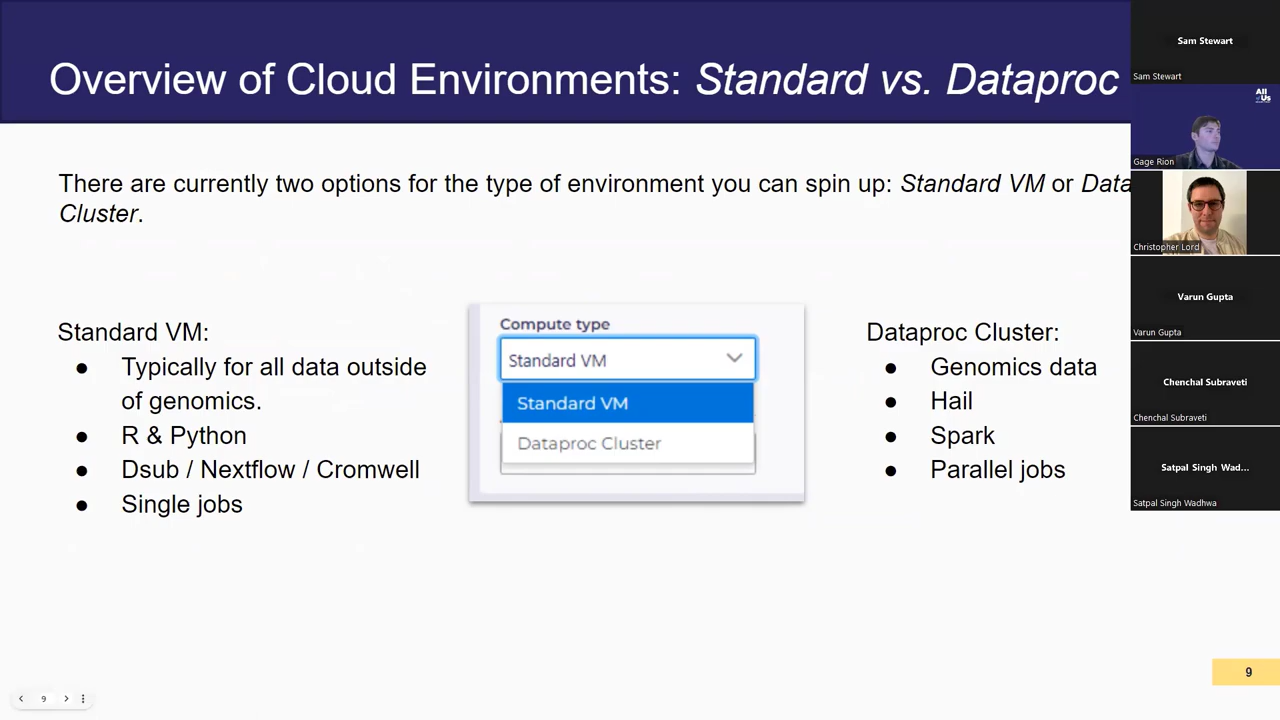 Overview of Cloud Environments: Standard vs. Dataproc
There are currently two options for the type of environment you can spin up: Standard VM or Data
Cluster.
Standard VM:
● Typically for all data outside
of genomics.
● R & Python
● Dsub / Nextflow / Cromwell
● Single jobs
Compute type
Standard VM
Standard VM
Dataproc Cluster
Dataproc Cluster:
● Genomics data
● Hail
● Spark
● Parallel jobs
9
9
Sam Stewart
Sam Stewart
All
of Us
Gage Rion
Christopher Lord
Varun Gupta
Varun Gupta
Chenchal Subraveti
Chenchal Subraveti
Satpal Singh Wad...
Satpal Singh Wadhwa